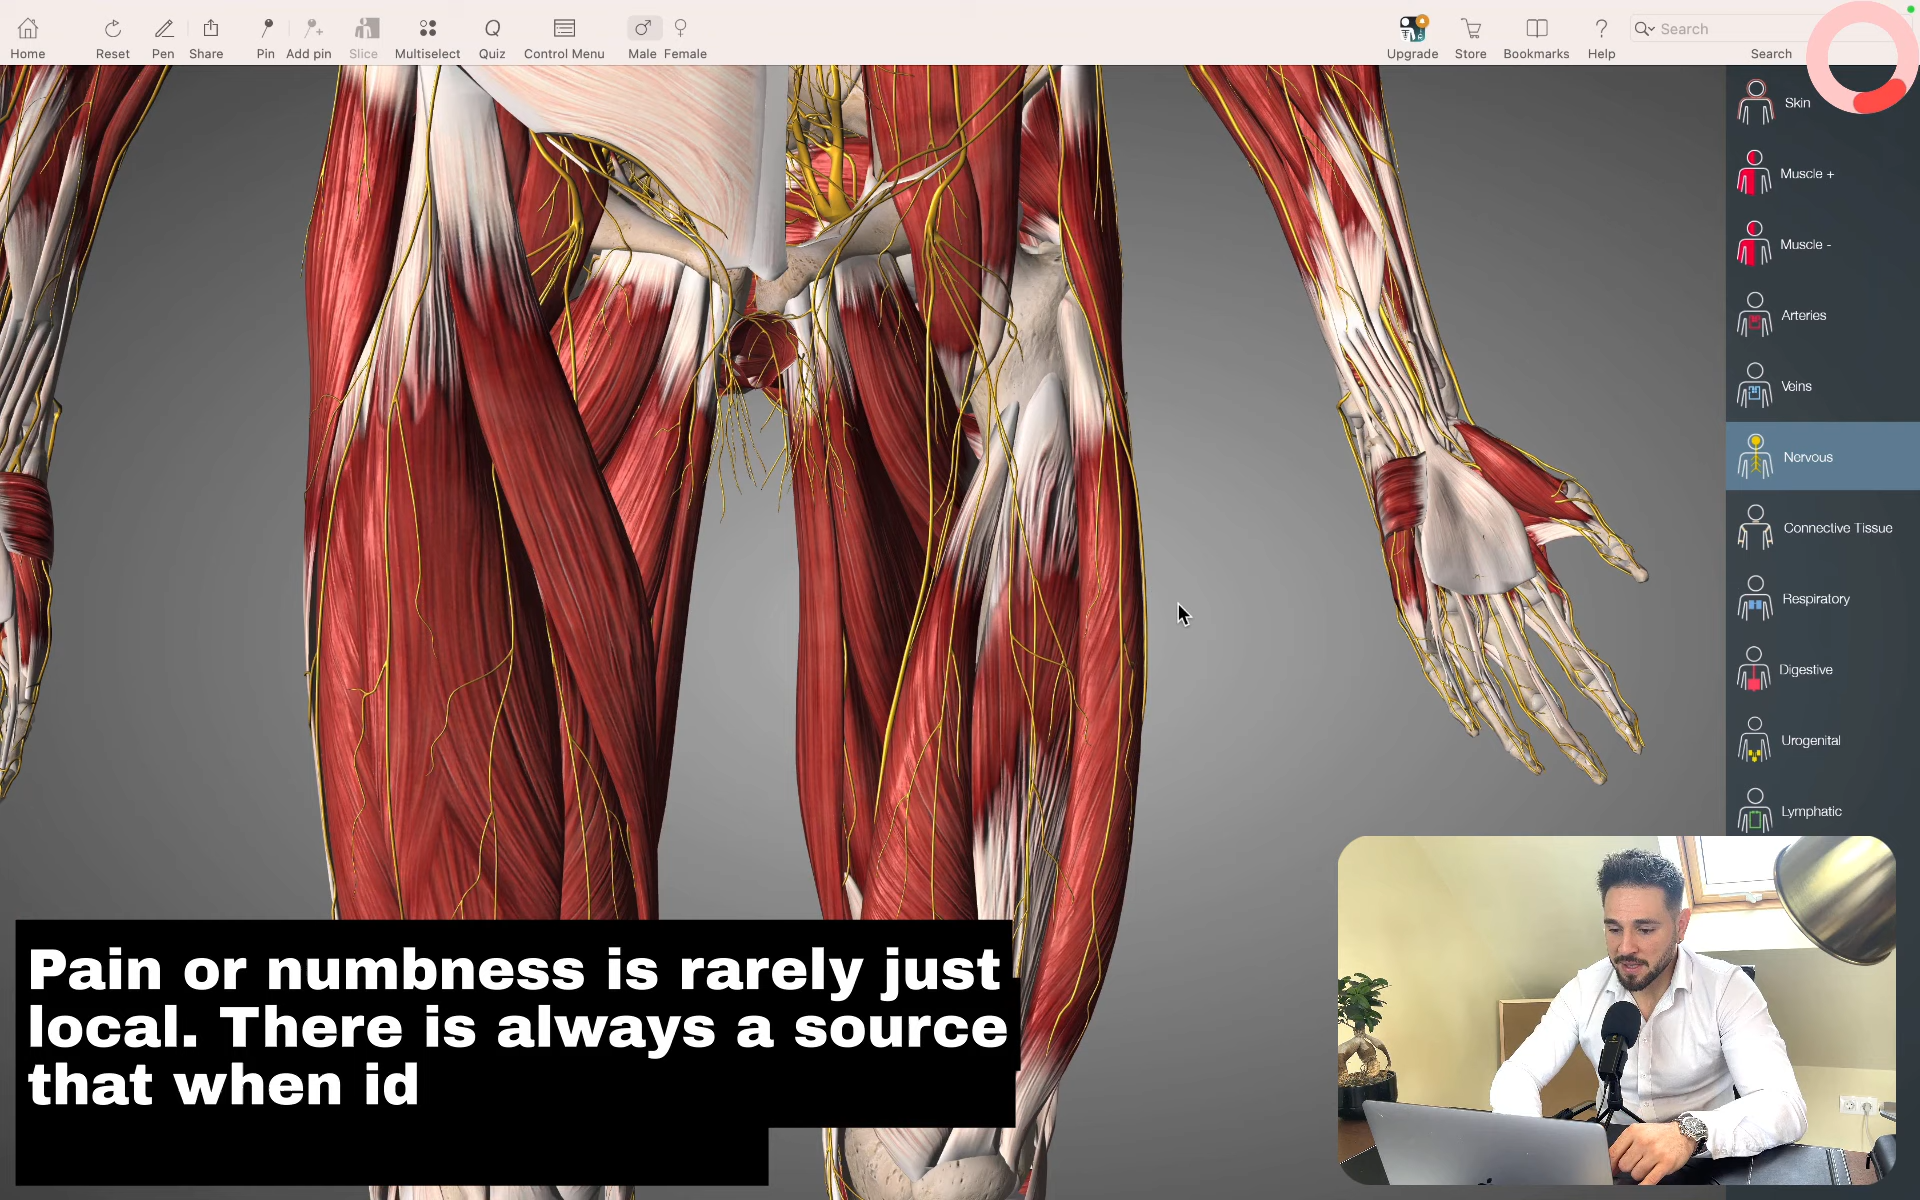 Home
Reset
Pen
Share
Pin
Add pin
Slice
Multiselect
Quiz
Control Menu
Male
Female
Upgrade
Store
Bookmarks
Help
Search
Search
Skin
Muscle +
Muscle -
Arteries
Veins
Nervous
Connective Tissue
Respiratory
Digestive
Urogenital
Lymphatic
Pain or numbness is rarely just
local. There is always a source
that when id